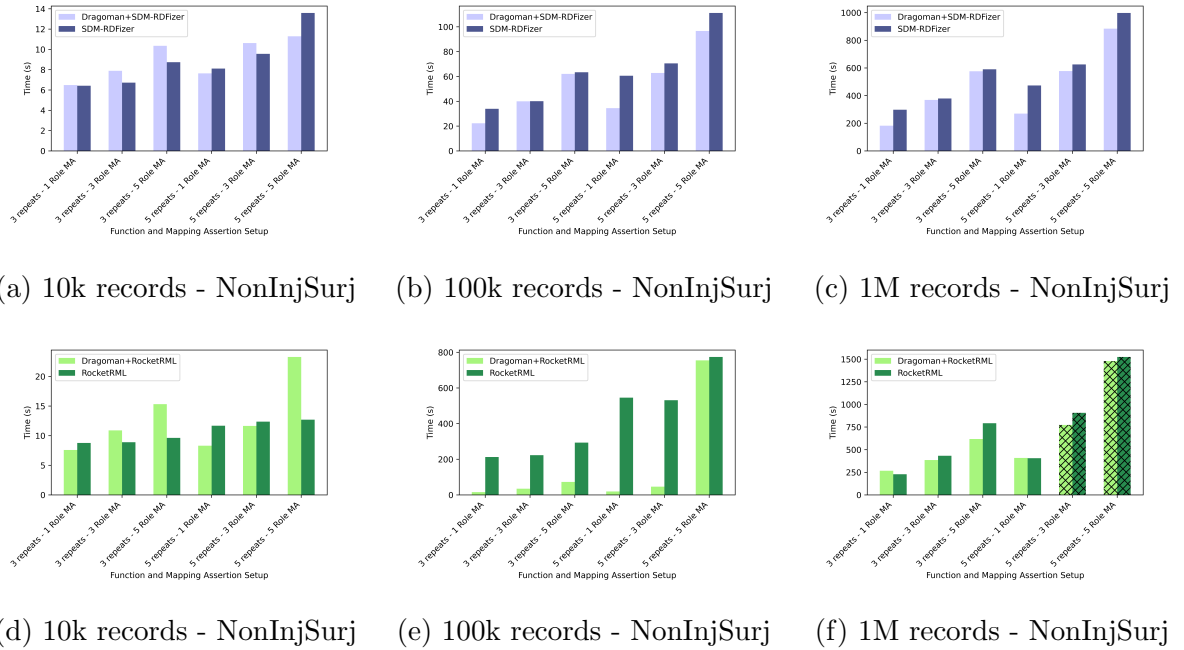 14
12
10
8
6
4
2
0
Time (s)
Dragoman+SDM-RDFizer
SDM-RDFizer
3 repeats - 1 Role MA
3 repeats - 3 Role MA
3 repeats - 5 Role MA
5 repeats - 1 Role MA
5 repeats - 3 Role MA
5 repeats - 5 Role MA
Function and Mapping Assertion Setup
100
80
60
40
20
0
Time (s)
Dragoman+SDM-RDFizer
SDM-RDFizer
3 repeats - 1 Role MA
3 repeats - 3 Role MA
3 repeats - 5 Role MA
5 repeats - 1 Role MA
5 repeats - 3 Role MA
5 repeats - 5 Role MA
Function and Mapping Assertion Setup
1000
800
600
400
200
0
Time (s)
Dragoman+SDM-RDFizer
SDM-RDFizer
3 repeats - 1 Role MA
3 repeats - 3 Role MA
3 repeats - 5 Role MA
5 repeats - 1 Role MA
5 repeats - 3 Role MA
5 repeats - 5 Role MA
Function and Mapping Assertion Setup
(a) 10k records - NonInjSurj
(b) 100k records - NonInjSurj
(c) 1M records - NonInjSurj
20
15
10
5
0
Time (s)
Dragoman+RocketRML
RocketRML
3 repeats - 1 Role MA
3 repeats - 3 Role MA
3 repeats - 5 Role MA
5 repeats - 1 Role MA
5 repeats - 3 Role MA
5 repeats - 5 Role MA
Function and Mapping Assertion Setup
800
600
400
200
0
Time (s)
Dragoman+RocketRML
RocketRML
3 repeats - 1 Role MA
3 repeats - 3 Role MA
3 repeats - 5 Role MA
5 repeats - 1 Role MA
5 repeats - 3 Role MA
5 repeats - 5 Role MA
Function and Mapping Assertion Setup
1500
1250
1000
750
500
250
0
Time (s)
Dragoman+RocketRML
RocketRML
3 repeats - 1 Role MA
3 repeats - 3 Role MA
3 repeats - 5 Role MA
5 repeats - 1 Role MA
5 repeats - 3 Role MA
5 repeats - 5 Role MA
Function and Mapping Assertion Setup
(d) 10k records - NonInjSurj
(e) 100k records - NonInjSurj
(f) 1M records - NonInjSurj